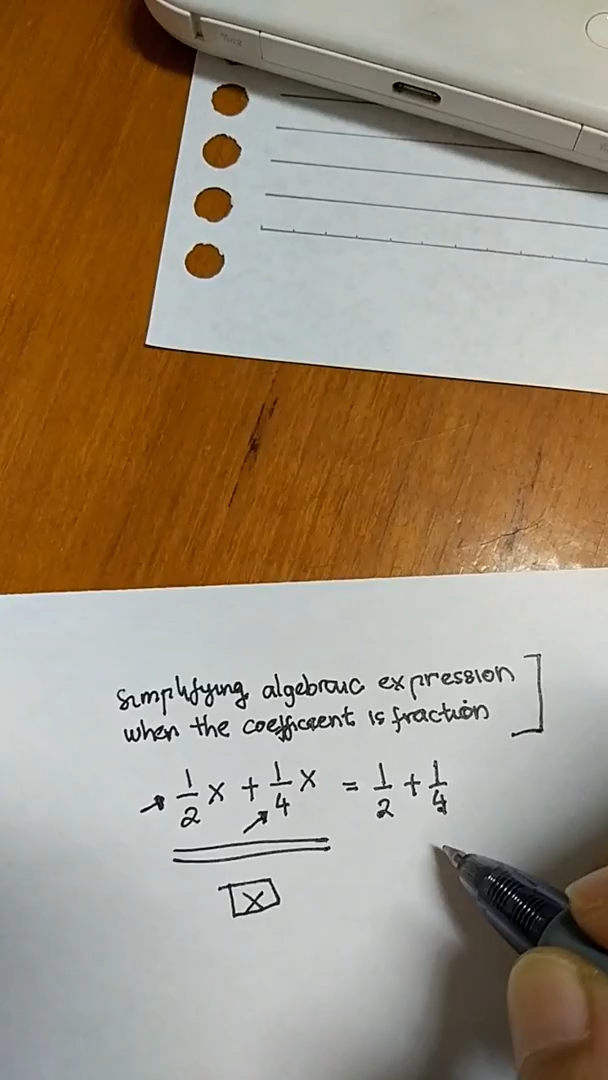 simplifying algebraic expression
when the coefficient is fraction
1/2 x + 1/4 x = 1/2 + 1/4
x